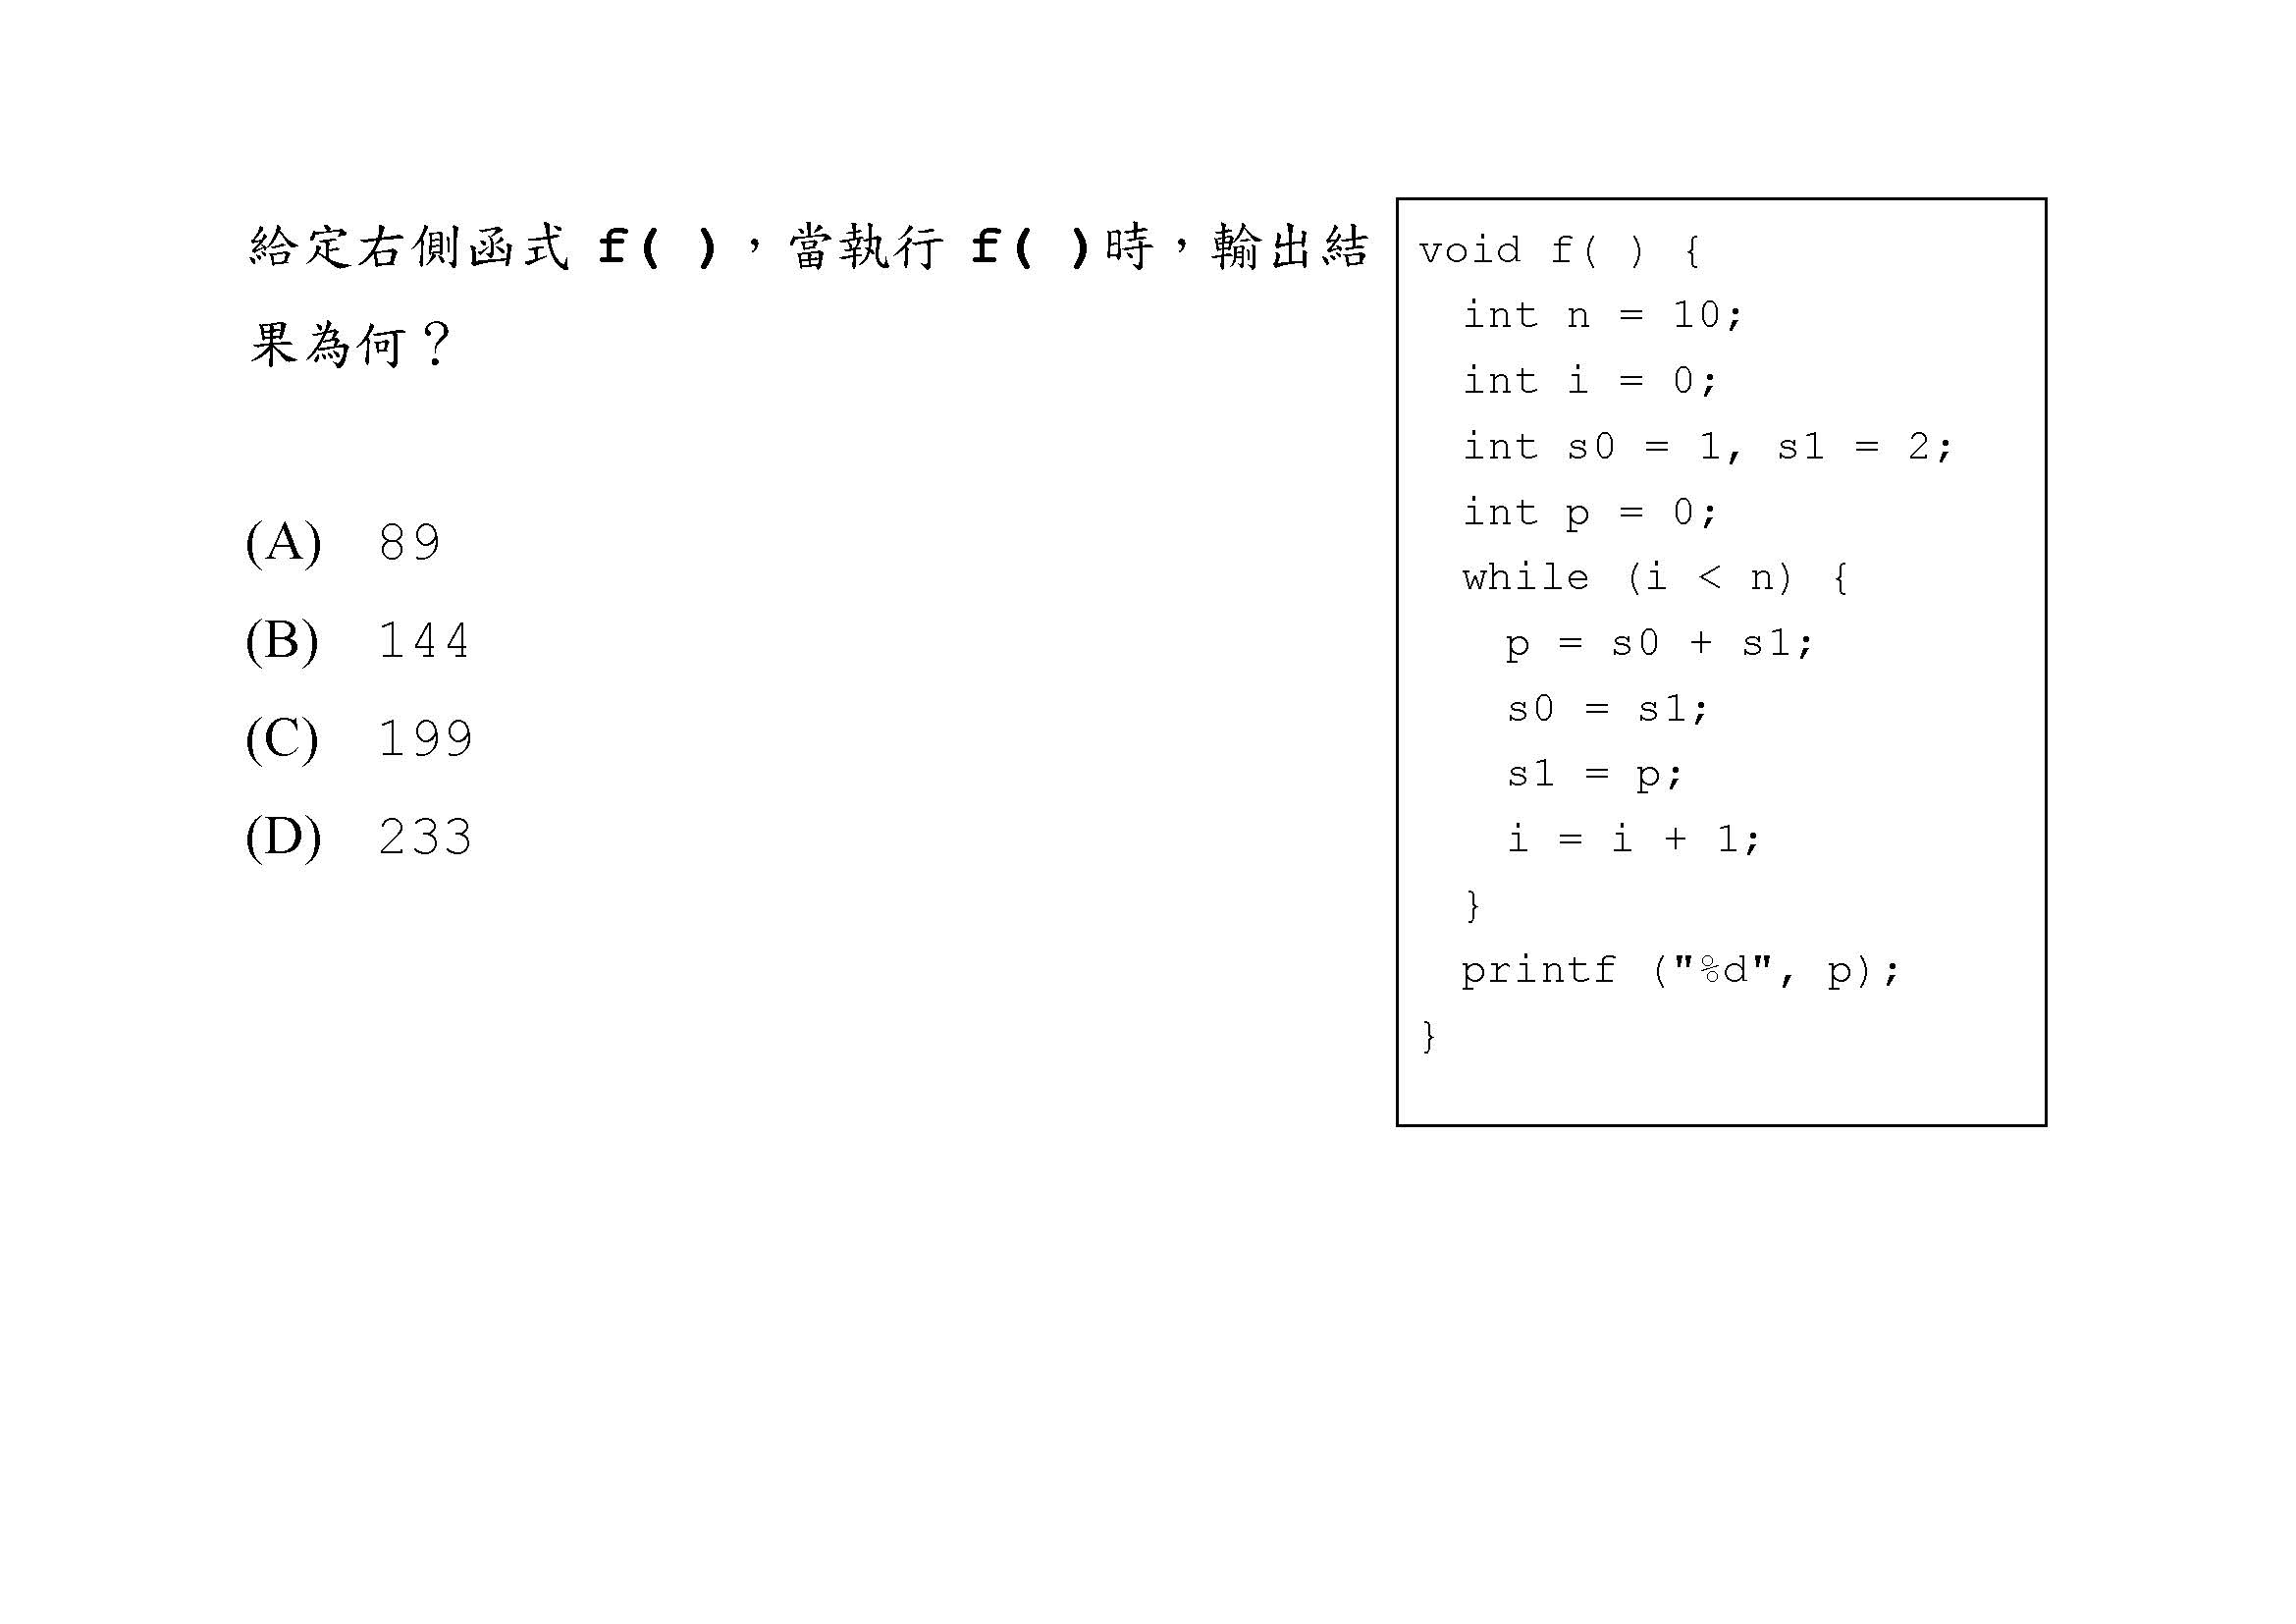 給定右側函式 f( )，當執行 f( )時，輸出結
果為何？
(A) 89
(B) 144
(C) 199
(D) 233
void f( ) {
  int n = 10;
  int i = 0;
  int s0 = 1, s1 = 2;
  int p = 0;
  while (i < n) {
    p = s0 + s1;
    s0 = s1;
    s1 = p;
    i = i + 1;
  }
  printf ("%d", p);
}